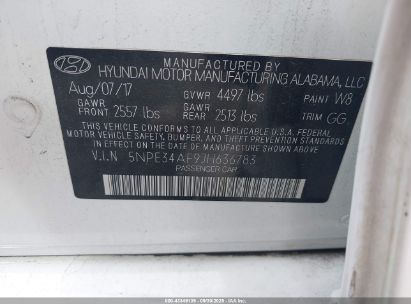 HYUNDAI MOTOR MANUFACTURING ALABAMA, LLC
Aug/07/17 GVWR 4497 lbs PAINT W8
GAWR FRONT 2557 lbs GAWR REAR 2513 lbs TRIM GG
THIS VEHICLE CONFORMS TO ALL APPLICABLE U.S.A. FEDERAL
MOTOR VEHICLE SAFETY, BUMPER, AND THEFT PREVENTION
STANDARDS IN EFFECT ON THE DATE OF MANUFACTURE
SHOWN ABOVE.
V.I.N 5NPE34AF9JH636783
PASSENGER CAR